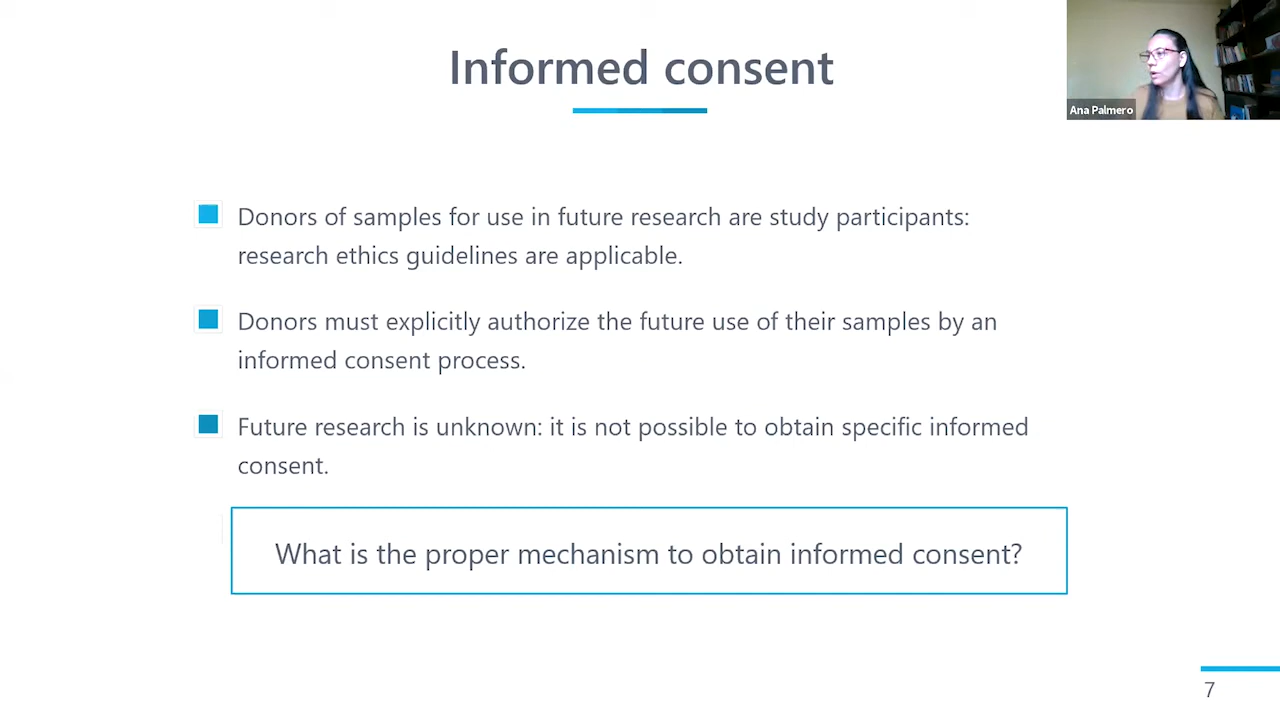 Informed consent
Ana Palmero
Donors of samples for use in future research are study participants:
research ethics guidelines are applicable.
Donors must explicitly authorize the future use of their samples by an
informed consent process.
Future research is unknown: it is not possible to obtain specific informed
consent.
What is the proper mechanism to obtain informed consent?
7